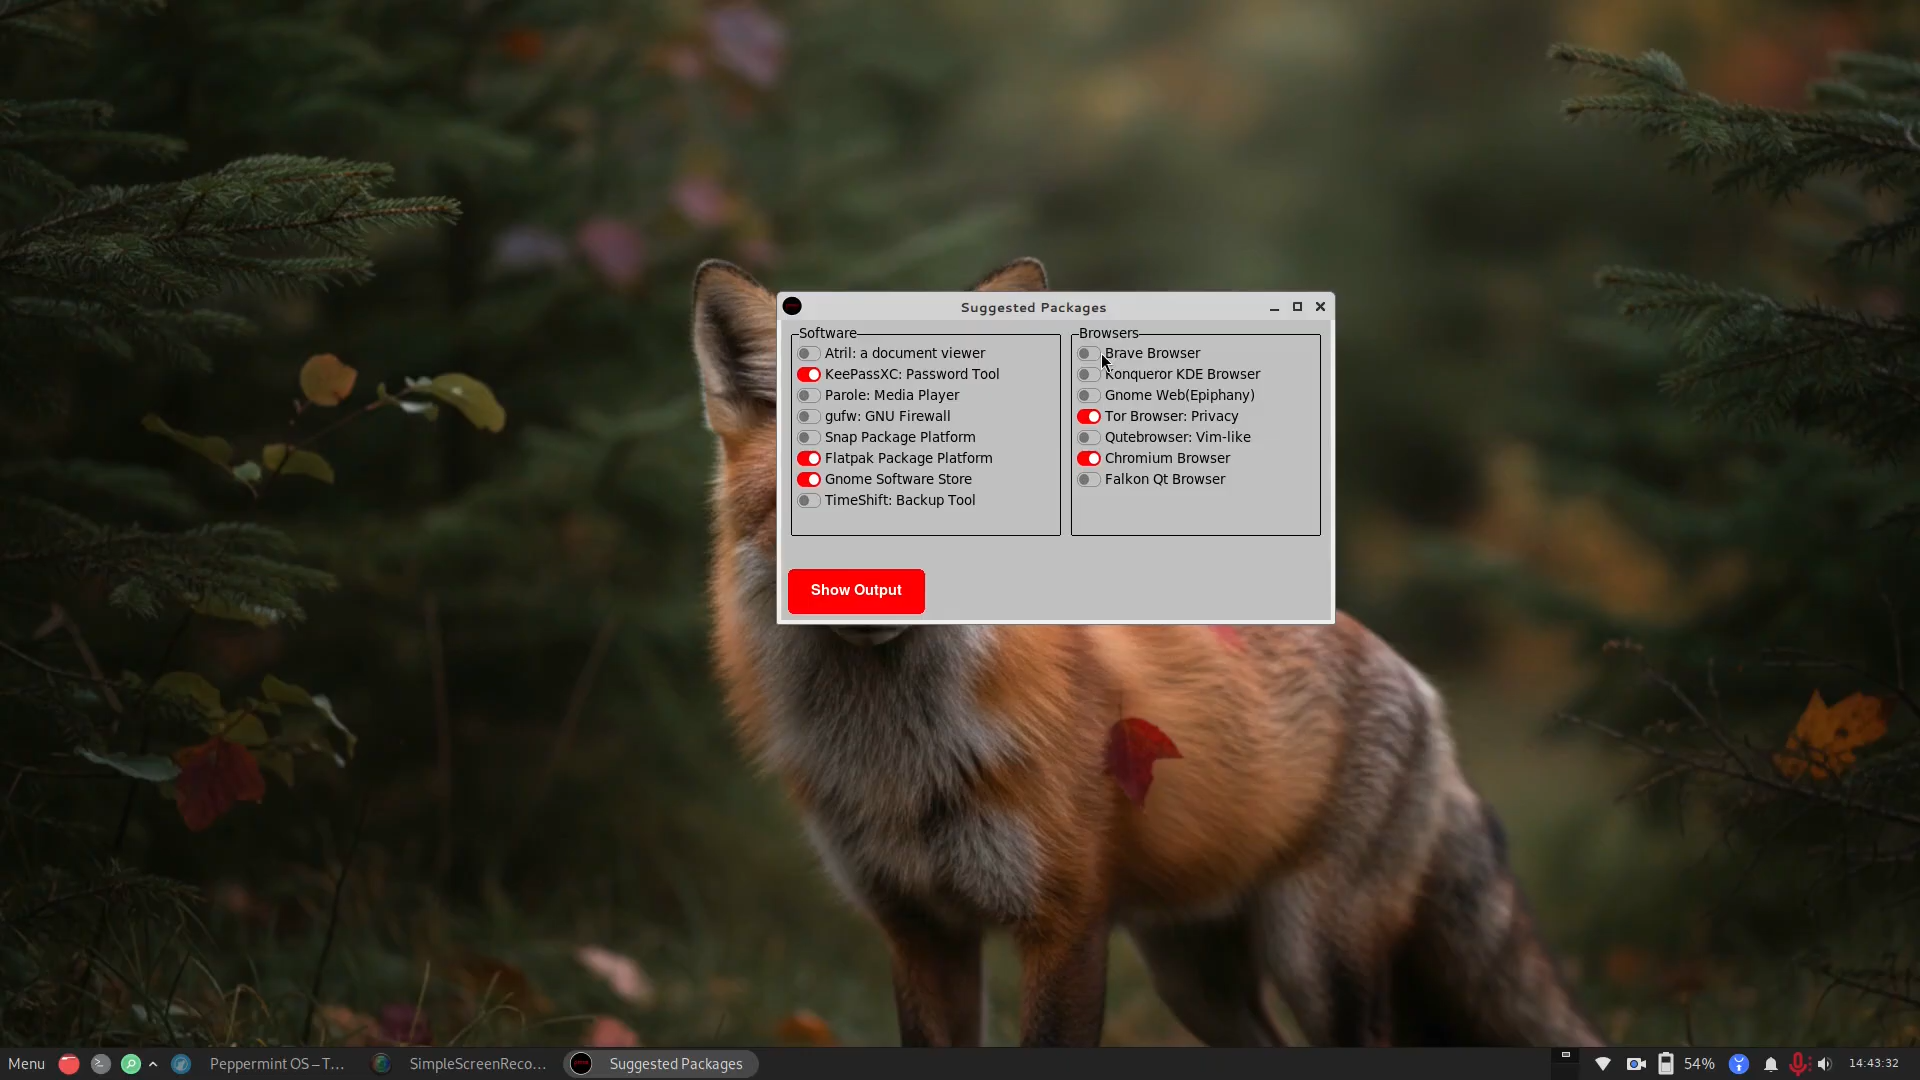 Suggested Packages
Software
Atril: a document viewer
KeePassXC: Password Tool
Parole: Media Player
gufw: GNU Firewall
Snap Package Platform
Flatpak Package Platform
Gnome Software Store
TimeShift: Backup Tool
Browsers
Brave Browser
Konqueror KDE Browser
Gnome Web(Epiphany)
Tor Browser: Privacy
Qutebrowser: Vim-like
Chromium Browser
Falkon Qt Browser
Show Output
Menu
Peppermint OS – T...
SimpleScreenReco...
Suggested Packages
54%
14:43:32